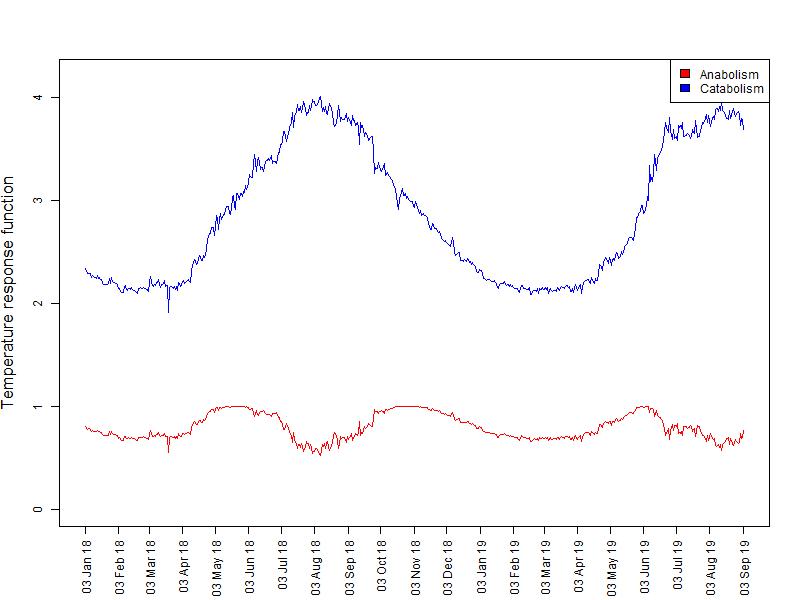 Anabolism
Catabolism
Temperature response function
4
3
2
1
0
03 Jan 18
03 Feb 18
03 Mar 18
03 Apr 18
03 May 18
03 Jun 18
03 Jul 18
03 Aug 18
03 Sep 18
03 Oct 18
03 Nov 18
03 Dec 18
03 Jan 19
03 Feb 19
03 Mar 19
03 Apr 19
03 May 19
03 Jun 19
03 Jul 19
03 Aug 19
03 Sep 19